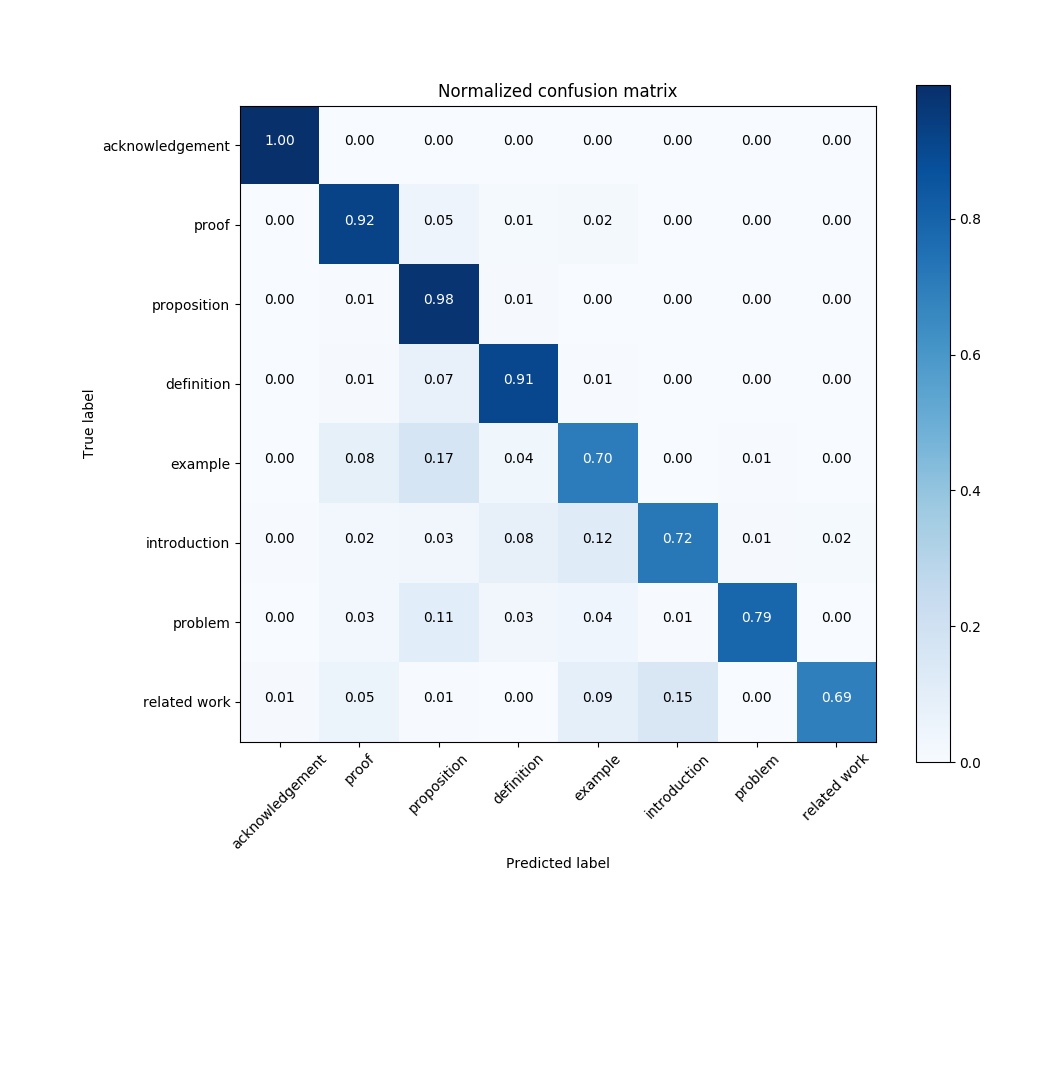 Normalized confusion matrix
acknowledgement 1.00 0.00 0.00 0.00 0.00 0.00 0.00 0.00
proof 0.00 0.92 0.05 0.01 0.02 0.00 0.00 0.00
proposition 0.00 0.01 0.98 0.01 0.00 0.00 0.00 0.00
definition 0.00 0.01 0.07 0.91 0.01 0.00 0.00 0.00
example 0.00 0.08 0.17 0.04 0.70 0.00 0.01 0.00
introduction 0.00 0.02 0.03 0.08 0.12 0.72 0.01 0.02
problem 0.00 0.03 0.11 0.03 0.04 0.01 0.79 0.00
related work 0.01 0.05 0.01 0.00 0.09 0.15 0.00 0.69
True label
acknowledgement proof proposition definition example introduction problem related work
Predicted label
0.8
0.6
0.4
0.2
0.0